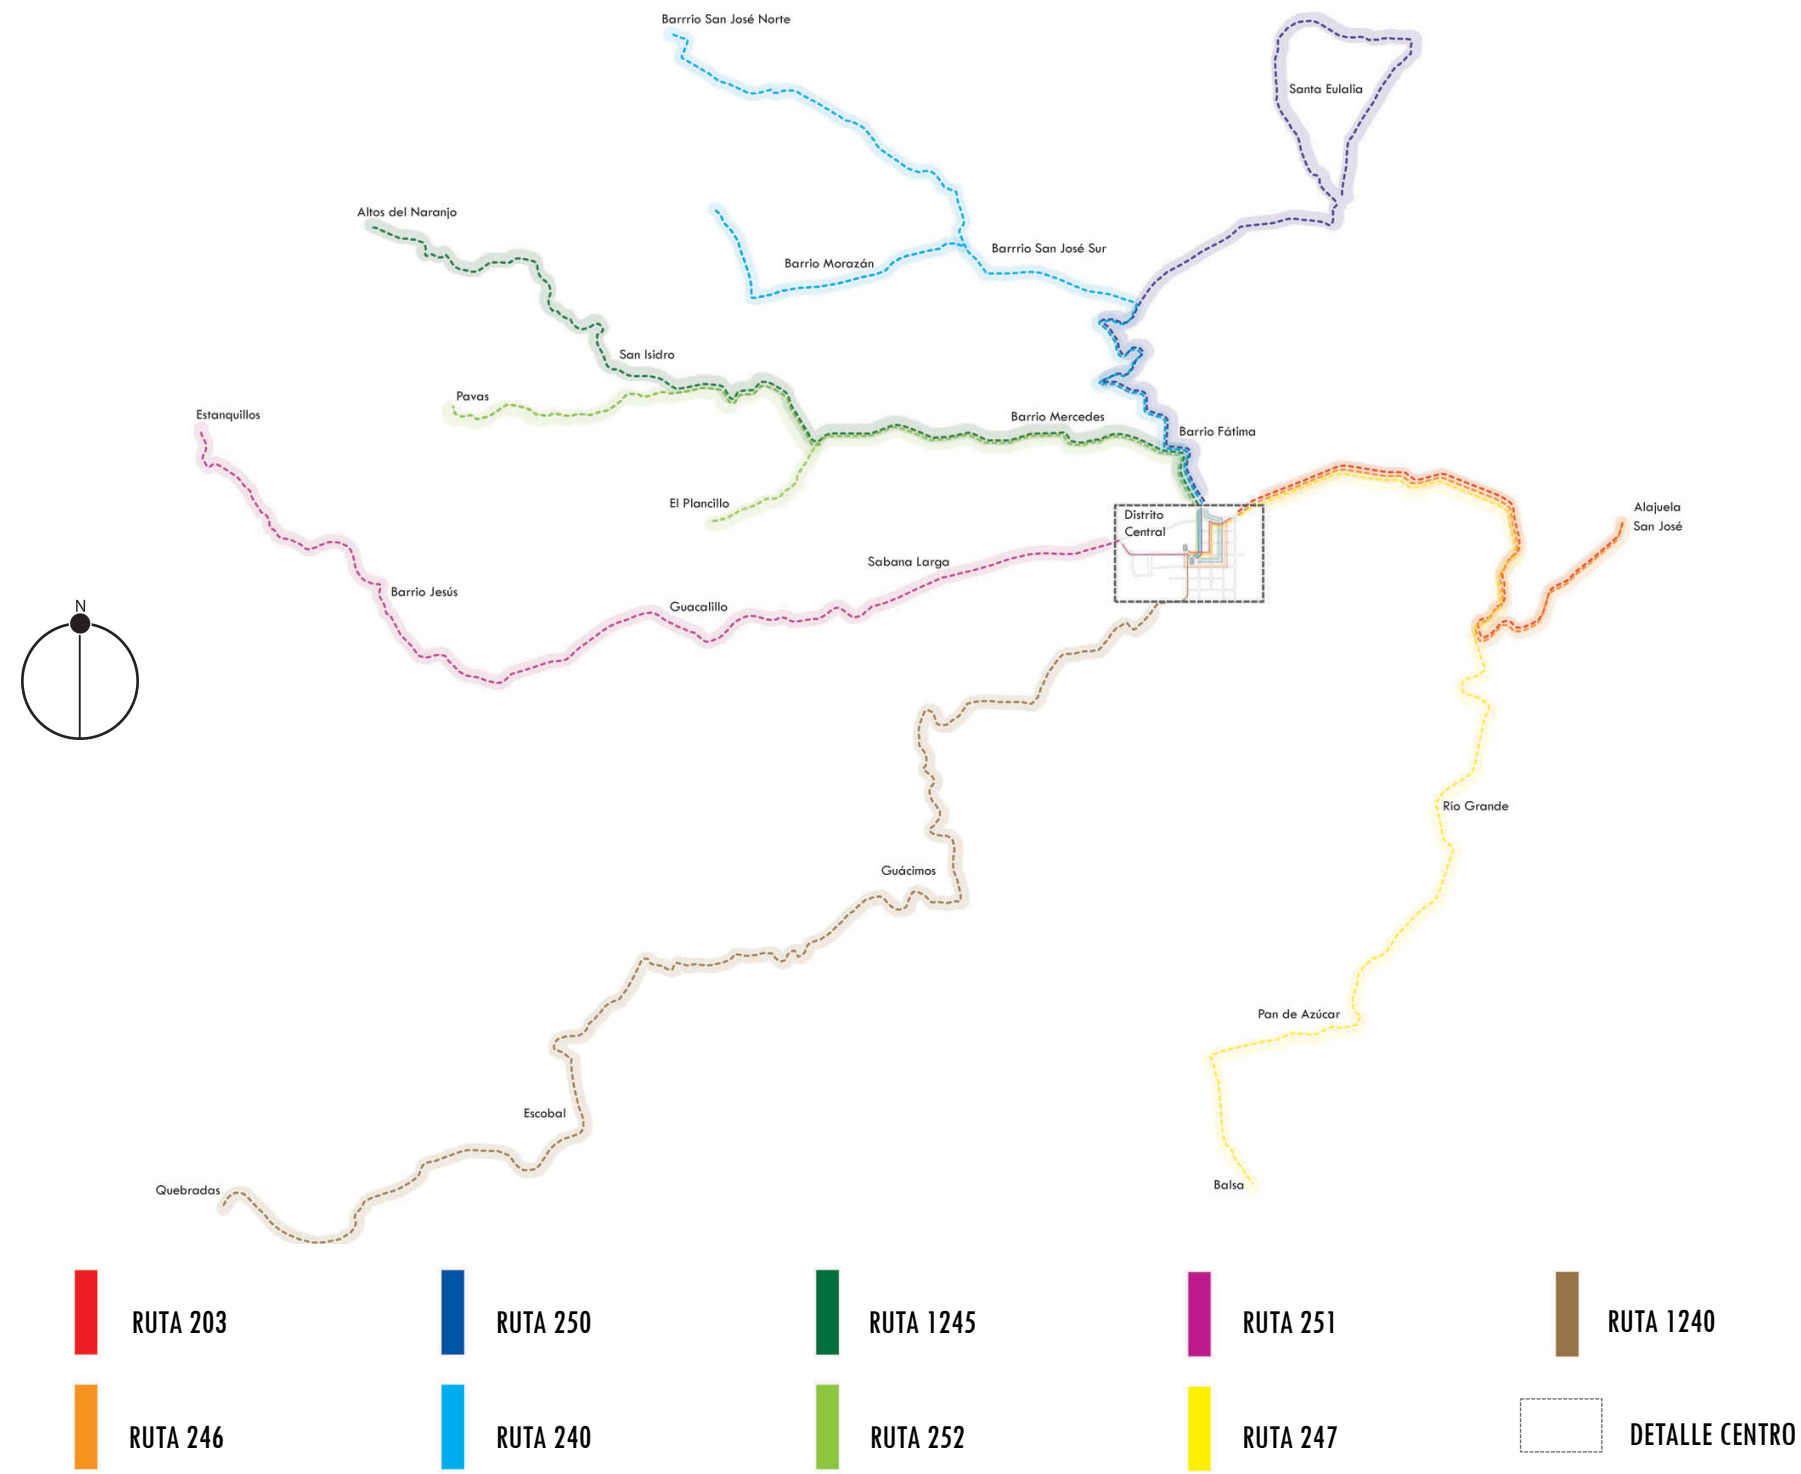 Barrrio San José Norte
Santa Eulalia
Altos del Naranjo
Barrrio San José Sur
Barrio Morazán
San Isidro
Pavas
Estanquillos
Barrio Mercedes
Barrio Fátima
El Plancillo
Distrito
Central
Alajuela
San José
Sabana Larga
Barrio Jesús
Guacalillo
N
Río Grande
Guácimos
Pan de Azúcar
Escobal
Quebradas
Balsa
RUTA 203
RUTA 250
RUTA 1245
RUTA 251
RUTA 1240
RUTA 246
RUTA 240
RUTA 252
RUTA 247
DETALLE CENTRO